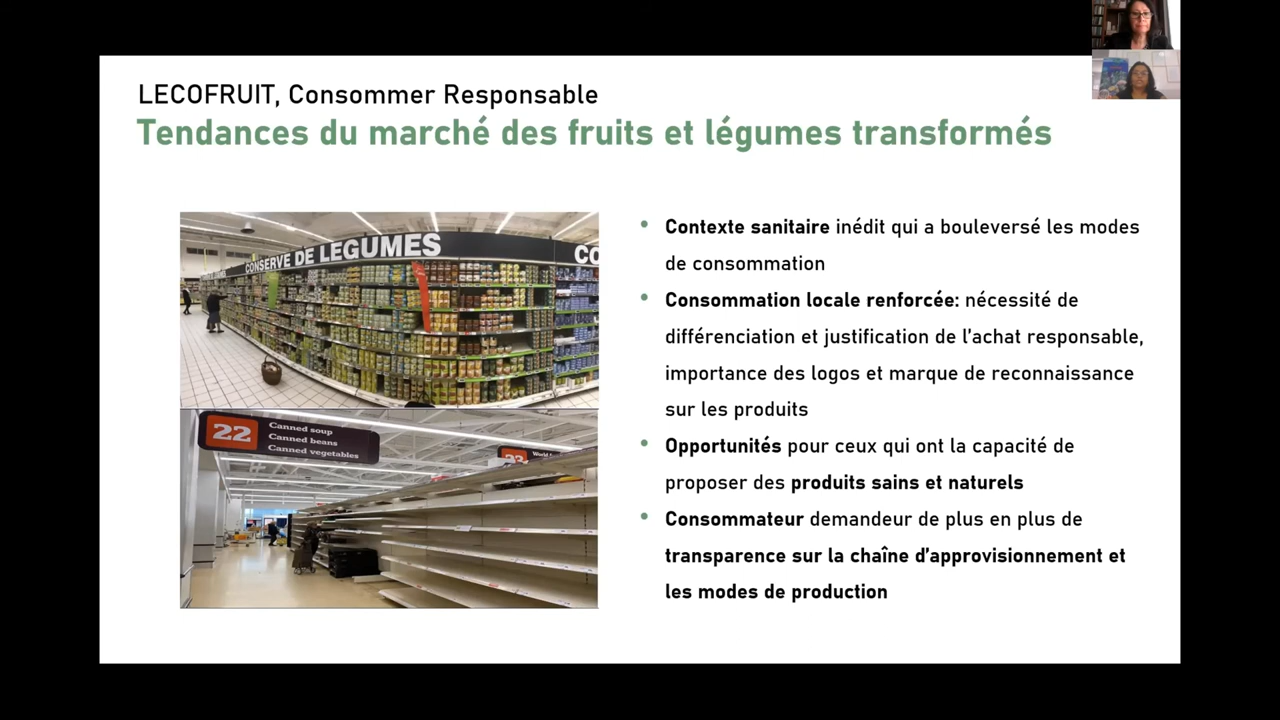 LECOFRUIT, Consommer Responsable
Tendances du marché des fruits et légumes transformés
CONSERVE DE LEGUMES
CO
22
Canned soup
Canned beans
Canned vegetables
23
• Contexte sanitaire inédit qui a bouleversé les modes
de consommation
• Consommation locale renforcée: nécessité de
différenciation et justification de l'achat responsable,
importance des logos et marque de reconnaissance
sur les produits
• Opportunités pour ceux qui ont la capacité de
proposer des produits sains et naturels
• Consommateur demandeur de plus en plus de
transparence sur la chaîne d'approvisionnement et
les modes de production